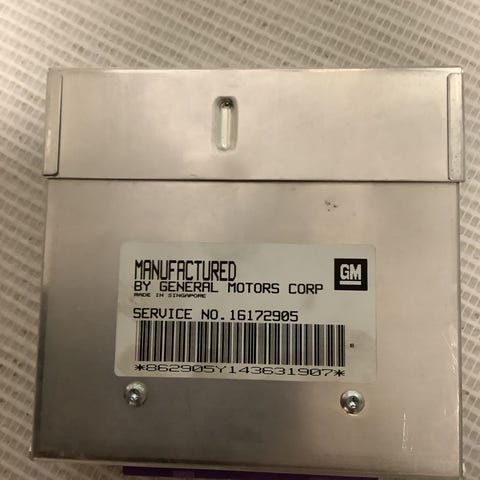 MANUFACTURED
BY GENERAL MOTORS CORP
MADE IN SINGAPORE
GM
SERVICE NO.16172905
*862905Y143631907*